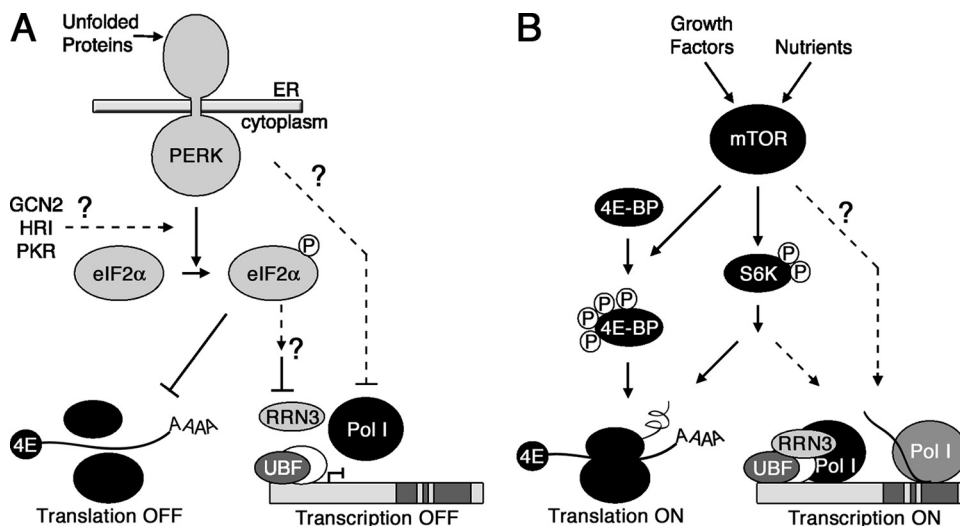 A
Unfolded
Proteins
ER
cytoplasm
PERK
?
GCN2
HRI
PKR
?
eIF2α
eIF2α
P
?
4E
AAAA
RRN3
Pol I
UBF
Translation OFF
Transcription OFF
B
Growth
Factors
Nutrients
mTOR
4E-BP
?
S6K
P
P
P
P
P
P
4E-BP
4E
AAAA
RRN3
UBF
Pol I
Pol I
Translation ON
Transcription ON